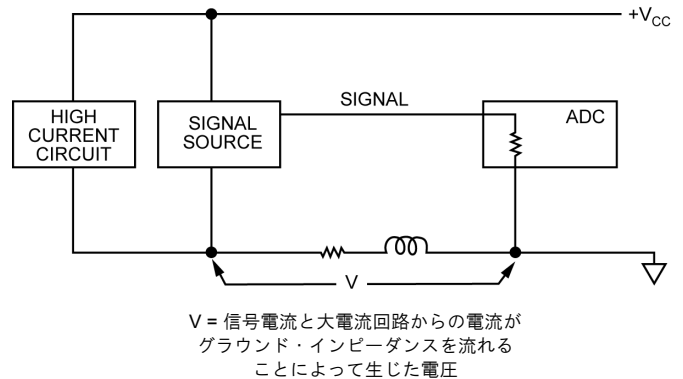 +VCC
HIGH
CURRENT
CIRCUIT
SIGNAL
SOURCE
SIGNAL
ADC
V
V = 信号電流と大電流回路からの電流が
グラウンド・インピーダンスを流れる
ことによって生じた電圧